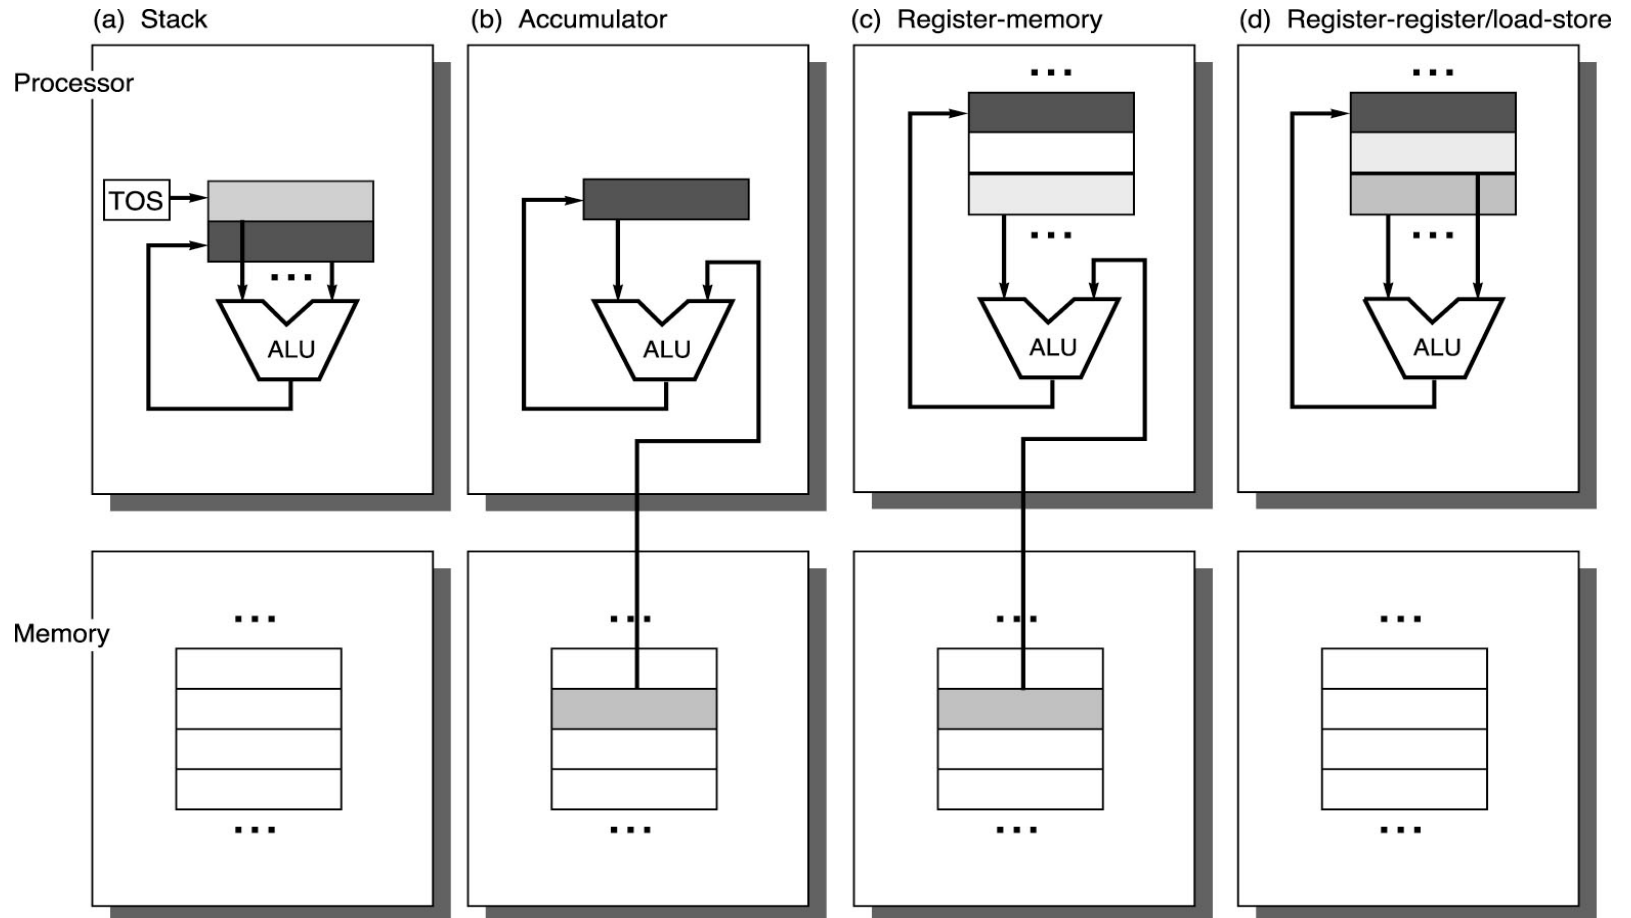 (a) Stack
(b) Accumulator
(c) Register-memory
(d) Register-register/load-store
Processor
TOS
...
...
...
...
...
ALU
ALU
ALU
ALU
Memory
...
...
...
...
...
...
...
...